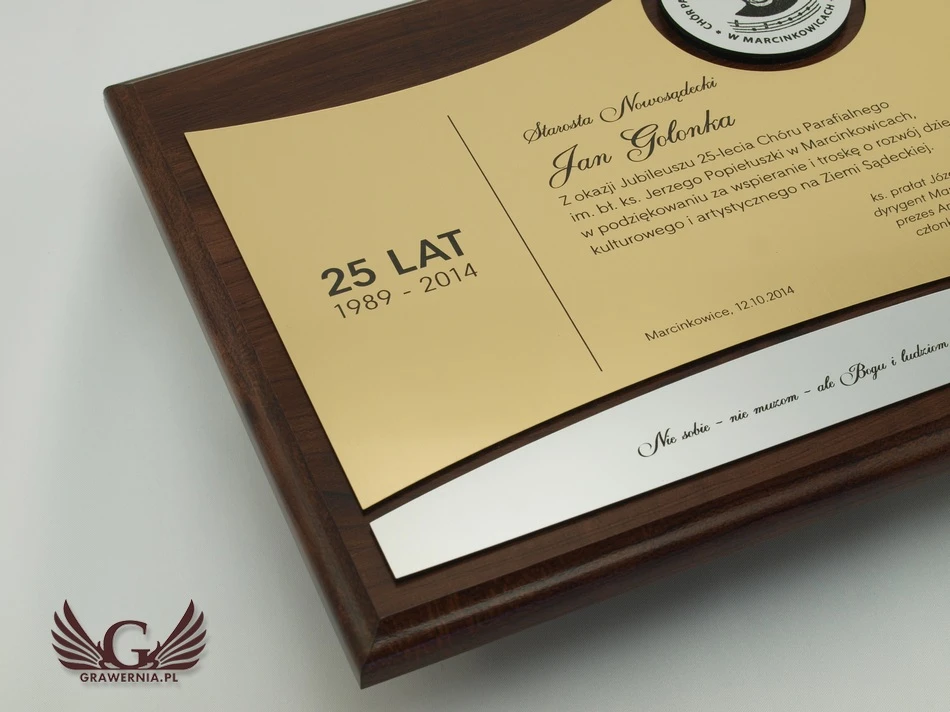 CHÓR
W MARCINKOWICACH
Starosta Nowosądecki
Jan Golonka
Z okazji Jubileuszu 25-lecia Chóru Parafialnego
im. bł. ks. Jerzego Popiełuszki w Marcinkowicach,
w podziękowaniu za wspieranie i troskę o rozwój
kulturowego i artystycznego na Ziemi Sądeckiej.
ks. prałat
dyrygent
prezes
25 LAT
1989 - 2014
Marcinkowice, 12.10.2014
Nie sobie - nie muzom - ale Bogu i ludziom
G
GRAWERNIA.PL